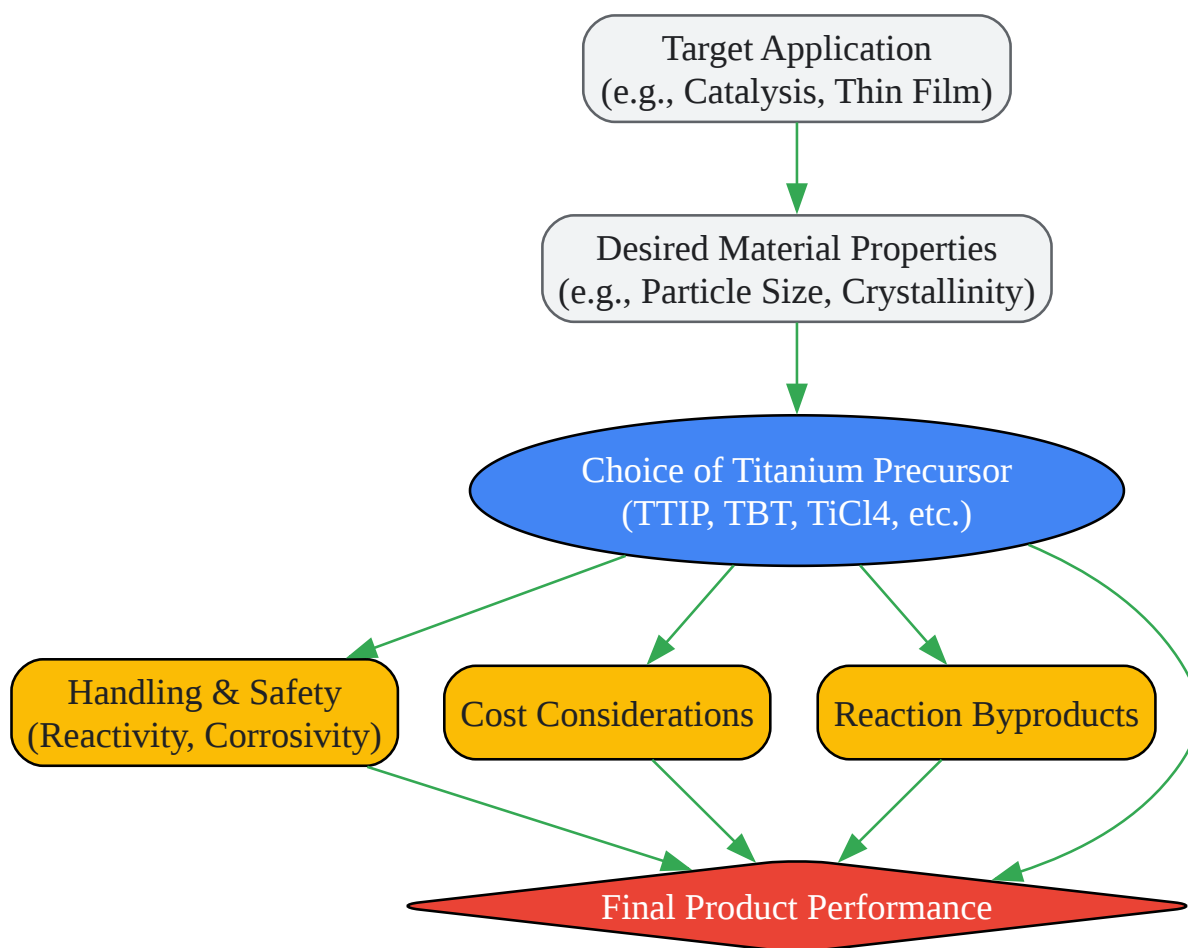 Target Application
(e.g., Catalysis, Thin Film)
Desired Material Properties
(e.g., Particle Size, Crystallinity)
Choice of Titanium Precursor
(TTIP, TBT, TiCl4, etc.)
Handling & Safety
(Reactivity, Corrosivity)
Cost Considerations
Reaction Byproducts
Final Product Performance